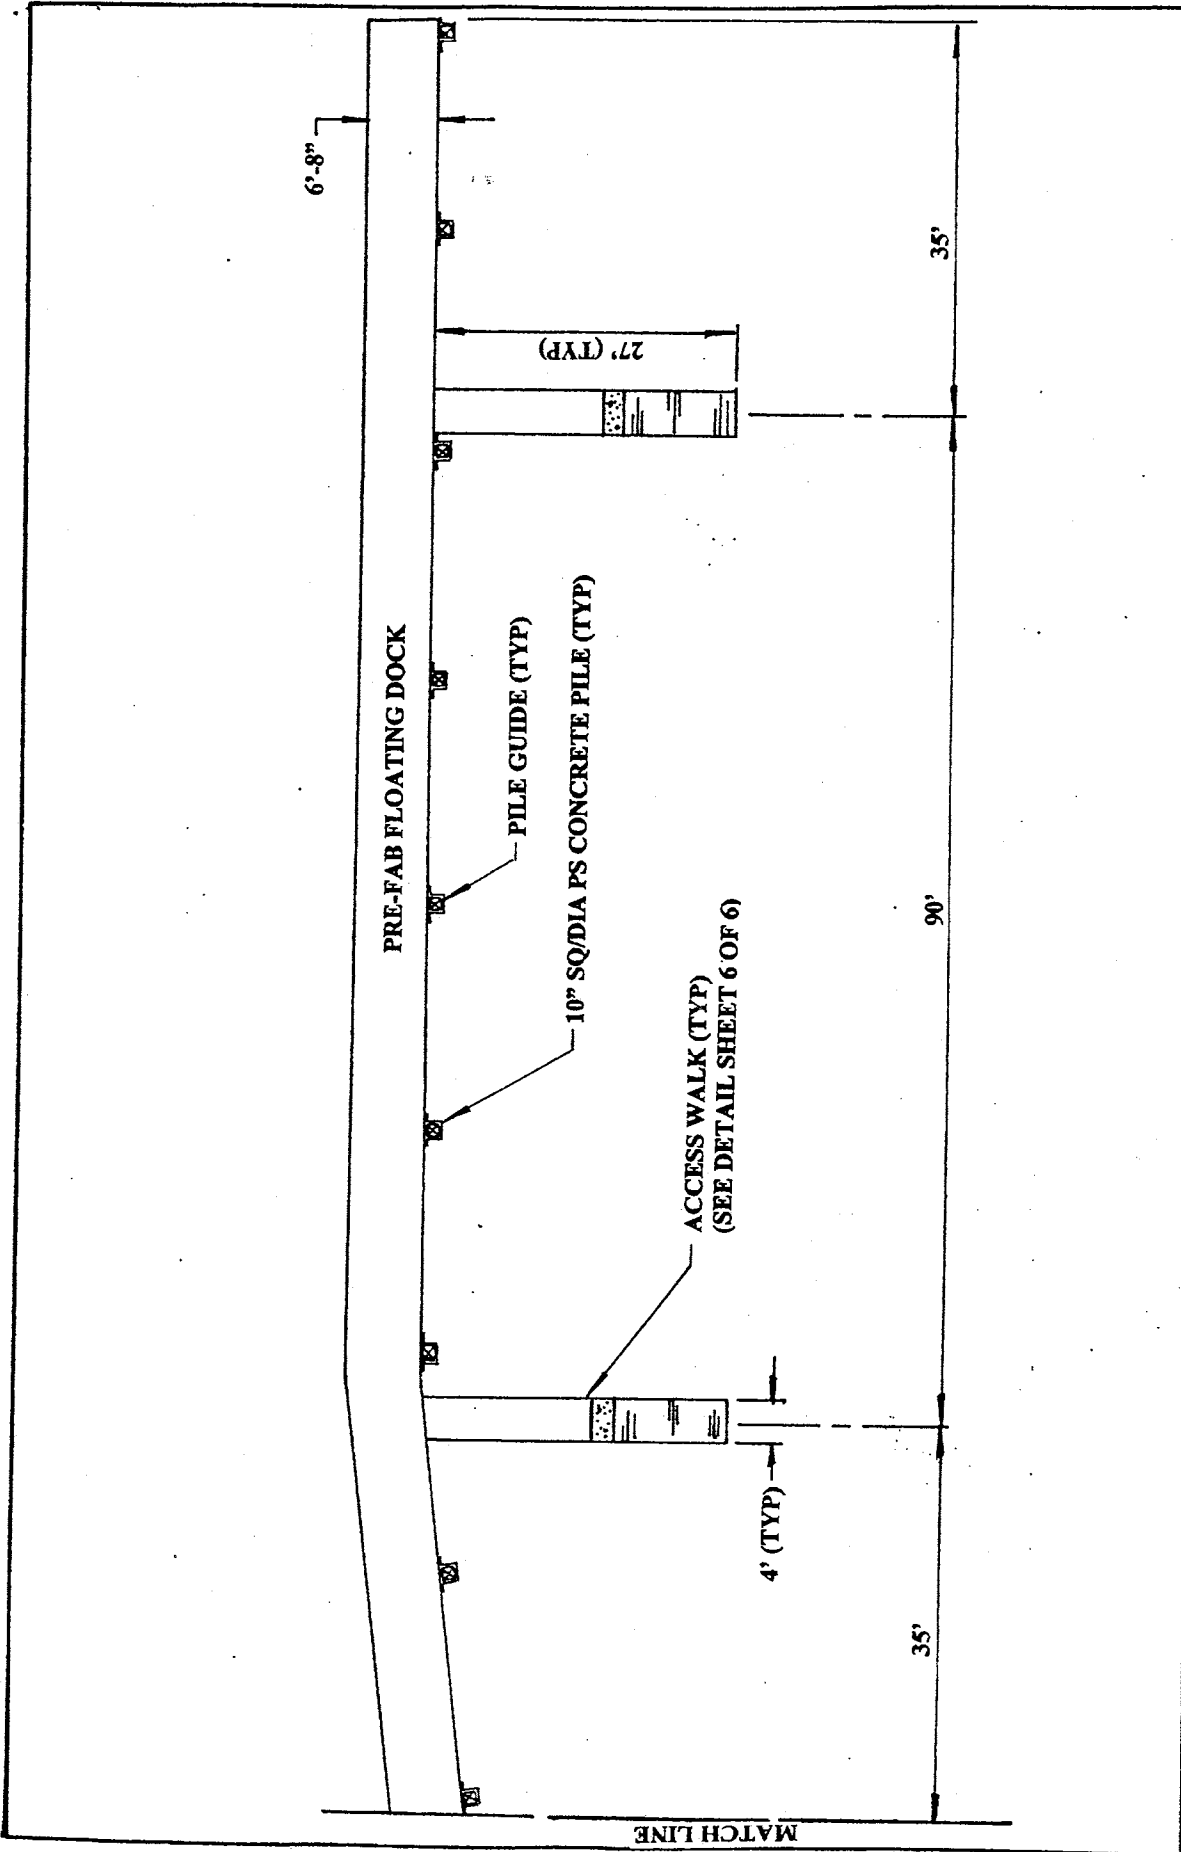 6'-8"
35'
27' (TYP)
PRE-FAB FLOATING DOCK
PILE GUIDE (TYP)
10" SQ/DIA PS CONCRETE PILE (TYP)
ACCESS WALK (TYP)
(SEE DETAIL SHEET 6 OF 6)
90'
4' (TYP)
35'
MATCH LINE